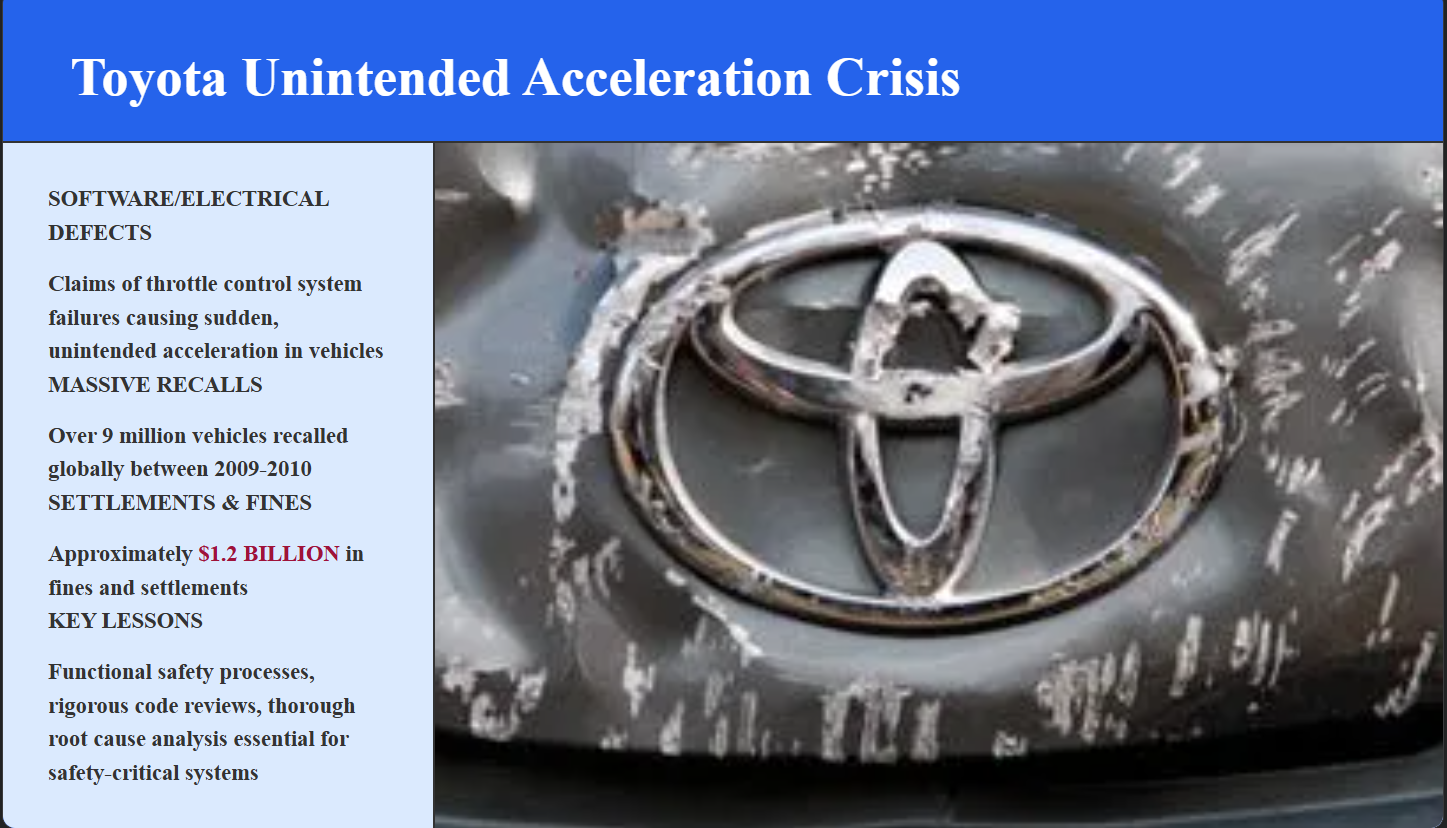 Toyota Unintended Acceleration Crisis
SOFTWARE/ELECTRICAL
DEFECTS
Claims of throttle control system
failures causing sudden,
unintended acceleration in vehicles
MASSIVE RECALLS
Over 9 million vehicles recalled
globally between 2009-2010
SETTLEMENTS & FINES
Approximately $1.2 BILLION in
fines and settlements
KEY LESSONS
Functional safety processes,
rigorous code reviews, thorough
root cause analysis essential for
safety-critical systems